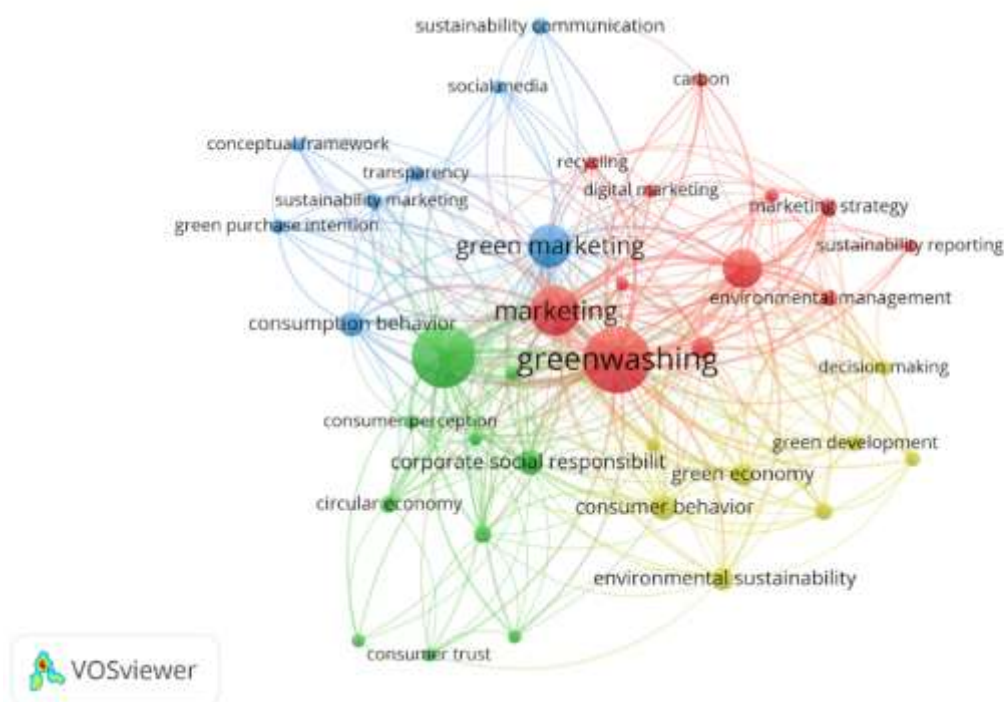 sustainability communication
carbon
social media
conceptual framework
recycling
transparency
digital marketing
sustainability marketing
marketing strategy
green purchase intention
green marketing
sustainability reporting
environmental management
marketing
consumption behavior
greenwashing
decision making
consumer perception
green development
corporate social responsibilit
green economy
circular economy
consumer behavior
environmental sustainability
consumer trust
VOSviewer